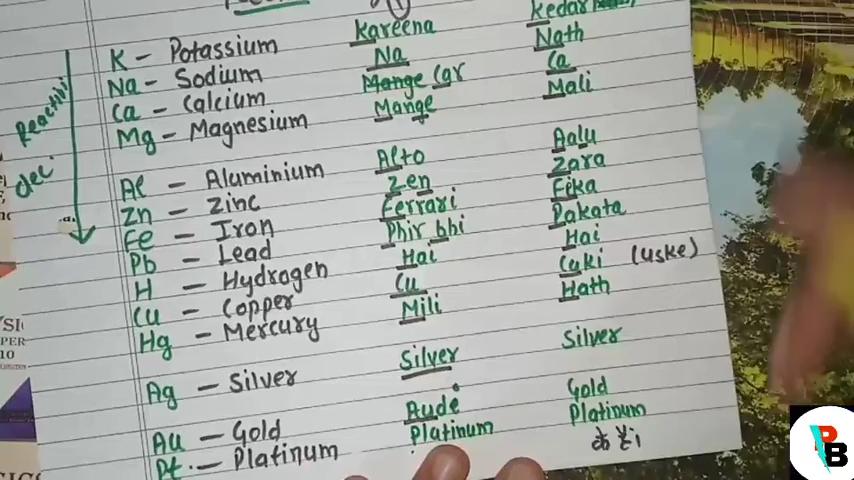 K - Potassium Kareena Kedar
Na - Sodium Na Nath
Ca - Calcium Mange Car Ca
Mg - Magnesium Mange Mali
Al - Aluminium Alto Aalu
Zn - Zinc Zen Zara
Fe - Iron Ferrari Fika
Pb - Lead Phir bhi Pakata
H - Hydrogen Hai Hai
Cu - Copper Cu Cuki (uske)
Hg - Mercury Mili Hath
Ag - Silver Silver Silver
Au - Gold Aude Gold
Pt - Platinum Platinum Platinum
Reactivi
dec
PB